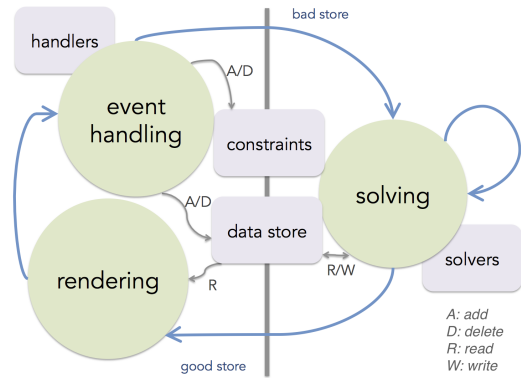 bad store
handlers
A/D
event
handling
constraints
solving
A/D
data store
R/W
R
rendering
solvers
good store
A: add
D: delete
R: read
W: write